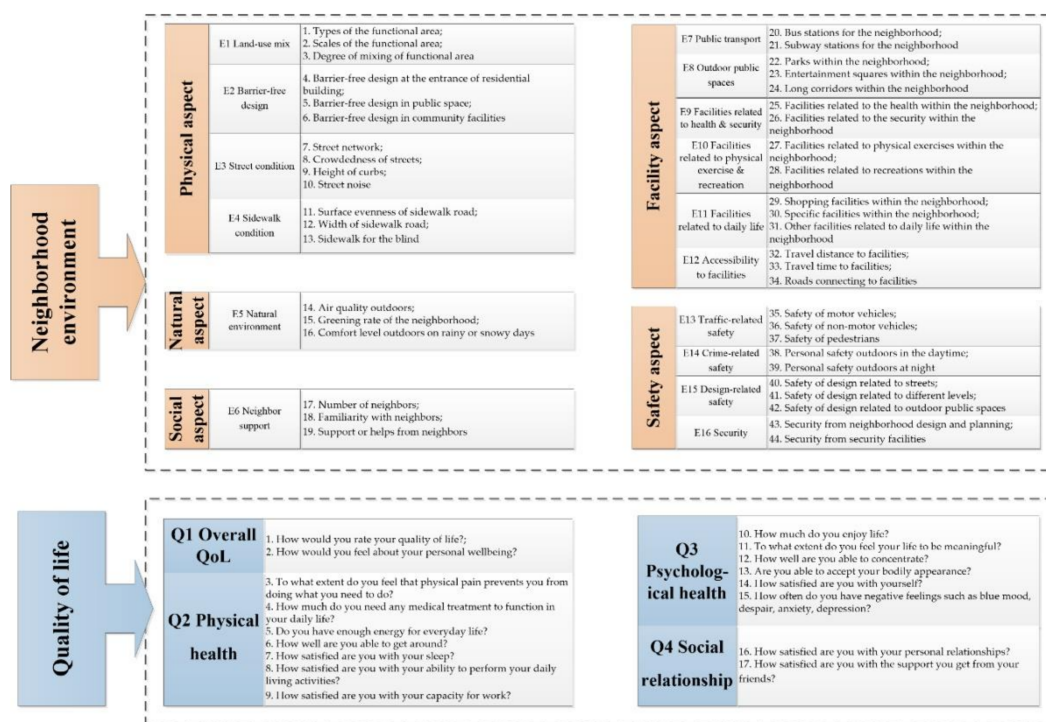 Neighborhood
environment
Physical aspect
E1 Land-use mix
1. Types of the functional area;
2. Scales of the functional area;
3. Degree of mixing of functional area
E2 Barrier-free
design
4. Barrier-free design at the entrance of residential
building;
5. Barrier-free design in public space;
6. Barrier-free design in community facilities
E3 Street condition
7. Street network;
8. Crowdedness of streets;
9. Height of curbs;
10. Street noise
E4 Sidewalk
condition
11. Surface evenness of sidewalk road;
12. Width of sidewalk road;
13. Sidewalk for the blind
Natural
aspect
E5 Natural
environment
14. Air quality outdoors;
15. Greening rate of the neighborhood;
16. Comfort level outdoors on rainy or snowy days
Social
aspect
E6 Neighbor
support
17. Number of neighbors;
18. Familiarity with neighbors;
19. Support or helps from neighbors
Facility aspect
E7 Public transport
20. Bus stations for the neighborhood;
21. Subway stations for the neighborhood
E8 Outdoor public
spaces
22. Parks within the neighborhood;
23. Entertainment squares within the neighborhood;
24. Long corridors within the neighborhood
E9 Facilities related
to health & security
25. Facilities related to the health within the neighborhood;
26. Facilities related to the security within the
neighborhood
E10 Facilities
related to physical
exercise &
recreation
27. Facilities related to physical exercises within the
neighborhood;
28. Facilities related to recreations within the
neighborhood
E11 Facilities
related to daily life
29. Shopping facilities within the neighborhood;
30. Specific facilities within the neighborhood;
31. Other facilities related to daily life within the
neighborhood
E12 Accessibility
to facilities
32. Travel distance to facilities;
33. Travel time to facilities;
34. Roads connecting to facilities
Safety aspect
E13 Traffic-related
safety
35. Safety of motor vehicles;
36. Safety of non-motor vehicles;
37. Safety of pedestrians
E14 Crime-related
safety
38. Personal safety outdoors in the daytime;
39. Personal safety outdoors at night
E15 Design-related
safety
40. Safety of design related to streets;
41. Safety of design related to different levels;
42. Safety of design related to outdoor public spaces
E16 Security
43. Security from neighborhood design and planning;
44. Security from security facilities
Quality of life
Q1 Overall
QoL
1. How would you rate your quality of life?;
2. How would you feel about your personal wellbeing?
Q2 Physical
health
3. To what extent do you feel that physical pain prevents you from
doing what you need to do?
4. How much do you need any medical treatment to function in
your daily life?
5. Do you have enough energy for everyday life?
6. How well are you able to get around?
7. How satisfied are you with your sleep?
8. How satisfied are you with your ability to perform your daily
living activities?
9. How satisfied are you with your capacity for work?
Q3
Psycholog-
ical health
10. How much do you enjoy life?
11. To what extent do you feel your life to be meaningful?
12. How well are you able to concentrate?
13. Are you able to accept your bodily appearance?
14. How satisfied are you with yourself?
15. How often do you have negative feelings such as blue mood,
despair, anxiety, depression?
Q4 Social
relationship
16. How satisfied are you with your personal relationships?
17. How satisfied are you with the support you get from your
friends?